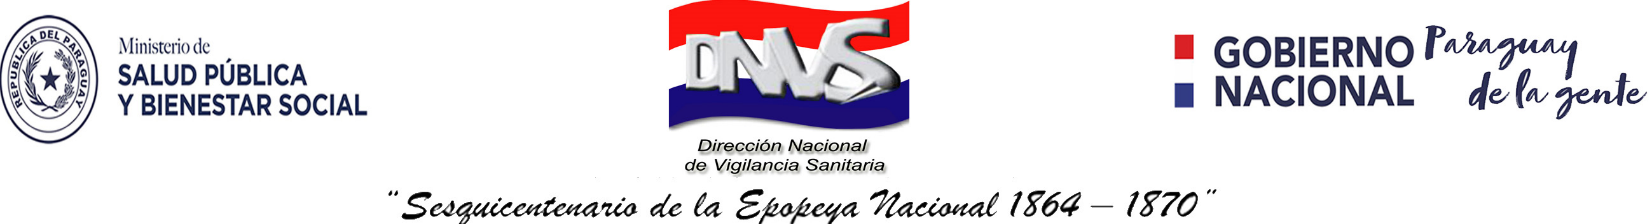 REPUBLICA DEL PARAGUAY
Ministerio de
SALUD PÚBLICA
Y BIENESTAR SOCIAL
DNVS
Dirección Nacional
de Vigilancia Sanitaria
GOBIERNO
NACIONAL
Paraguay
de la gente
“Sesquicentenario de la Epopeya Nacional 1864 – 1870”